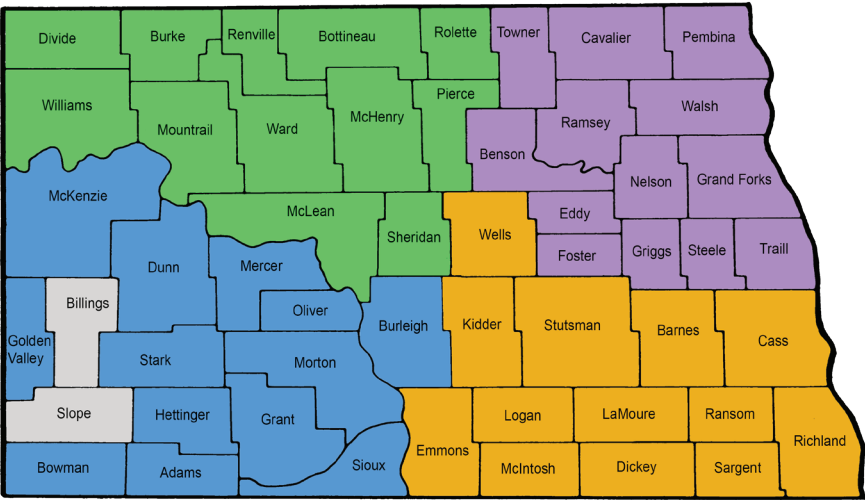 Divide
Burke
Renville
Bottineau
Rolette
Towner
Cavalier
Pembina
Williams
Mountrail
Ward
McHenry
Pierce
Benson
Ramsey
Walsh
McKenzie
McLean
Sheridan
Wells
Eddy
Foster
Nelson
Grand Forks
Griggs
Steele
Traill
Dunn
Mercer
Oliver
Burleigh
Kidder
Stutsman
Barnes
Cass
Golden
Valley
Billings
Stark
Morton
Slope
Hettinger
Grant
Emmons
Logan
LaMoure
Ransom
Richland
Bowman
Adams
Sioux
McIntosh
Dickey
Sargent